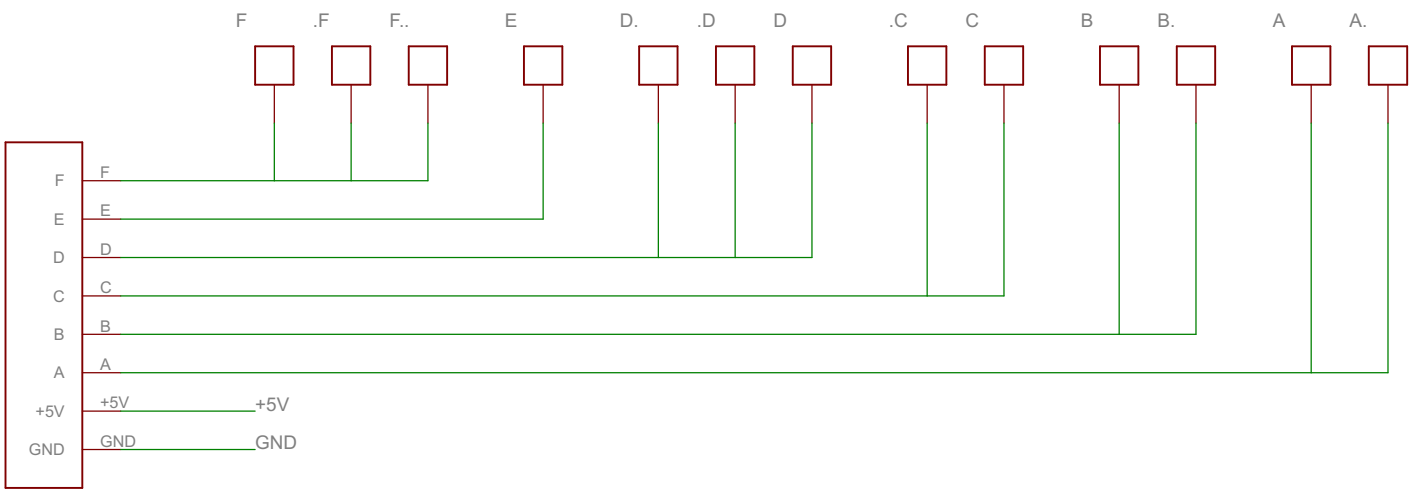 F .F F.. E D. .D D .C C B B. A A.
F F
E E
D D
C C
B B
A A
+5V +5V +5V
GND GND GND